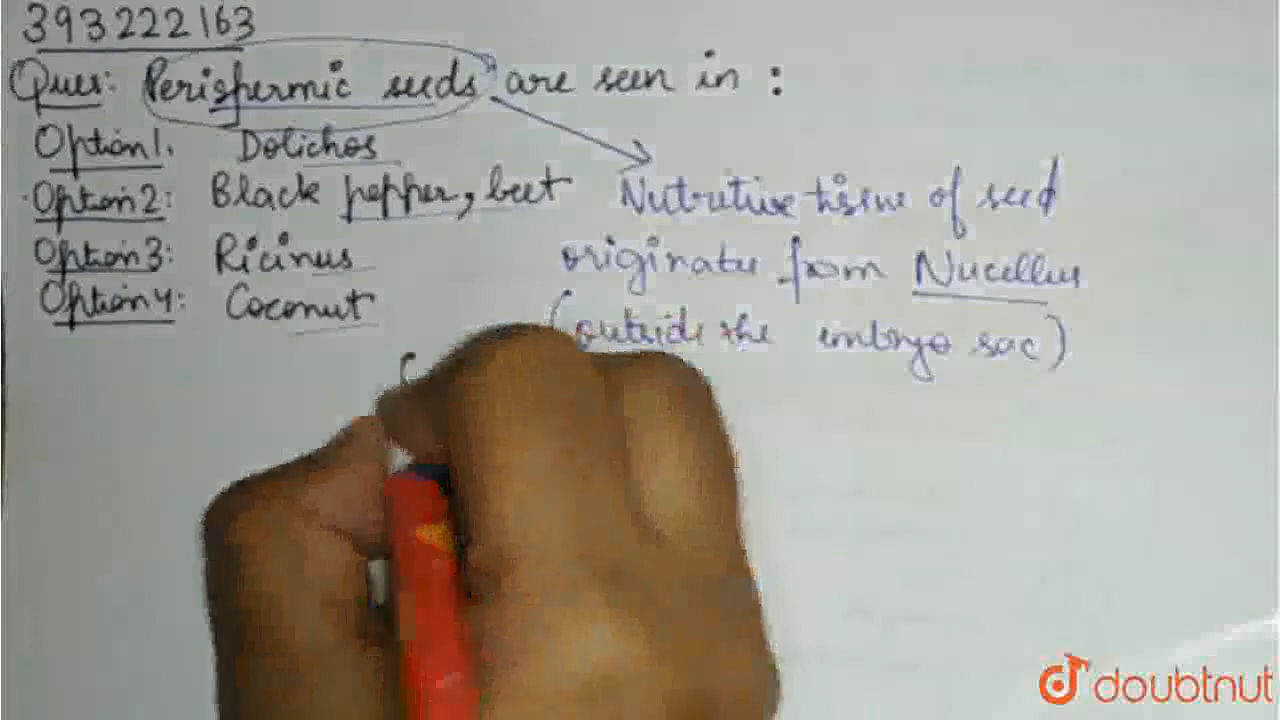 393222163
Ques: Perispermic seeds are seen in :
Option1. Dolichos
Option2: Black pepper, beet
Option3: Ricinus
Option4: Coconut
Nutritive tissue of seed
originates from Nucellus
(outside the embryo sac)
(
doubtnut